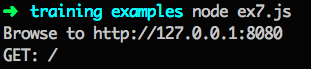 ➜ training examples node ex7.js
Browse to http://127.0.0.1:8080
GET: /